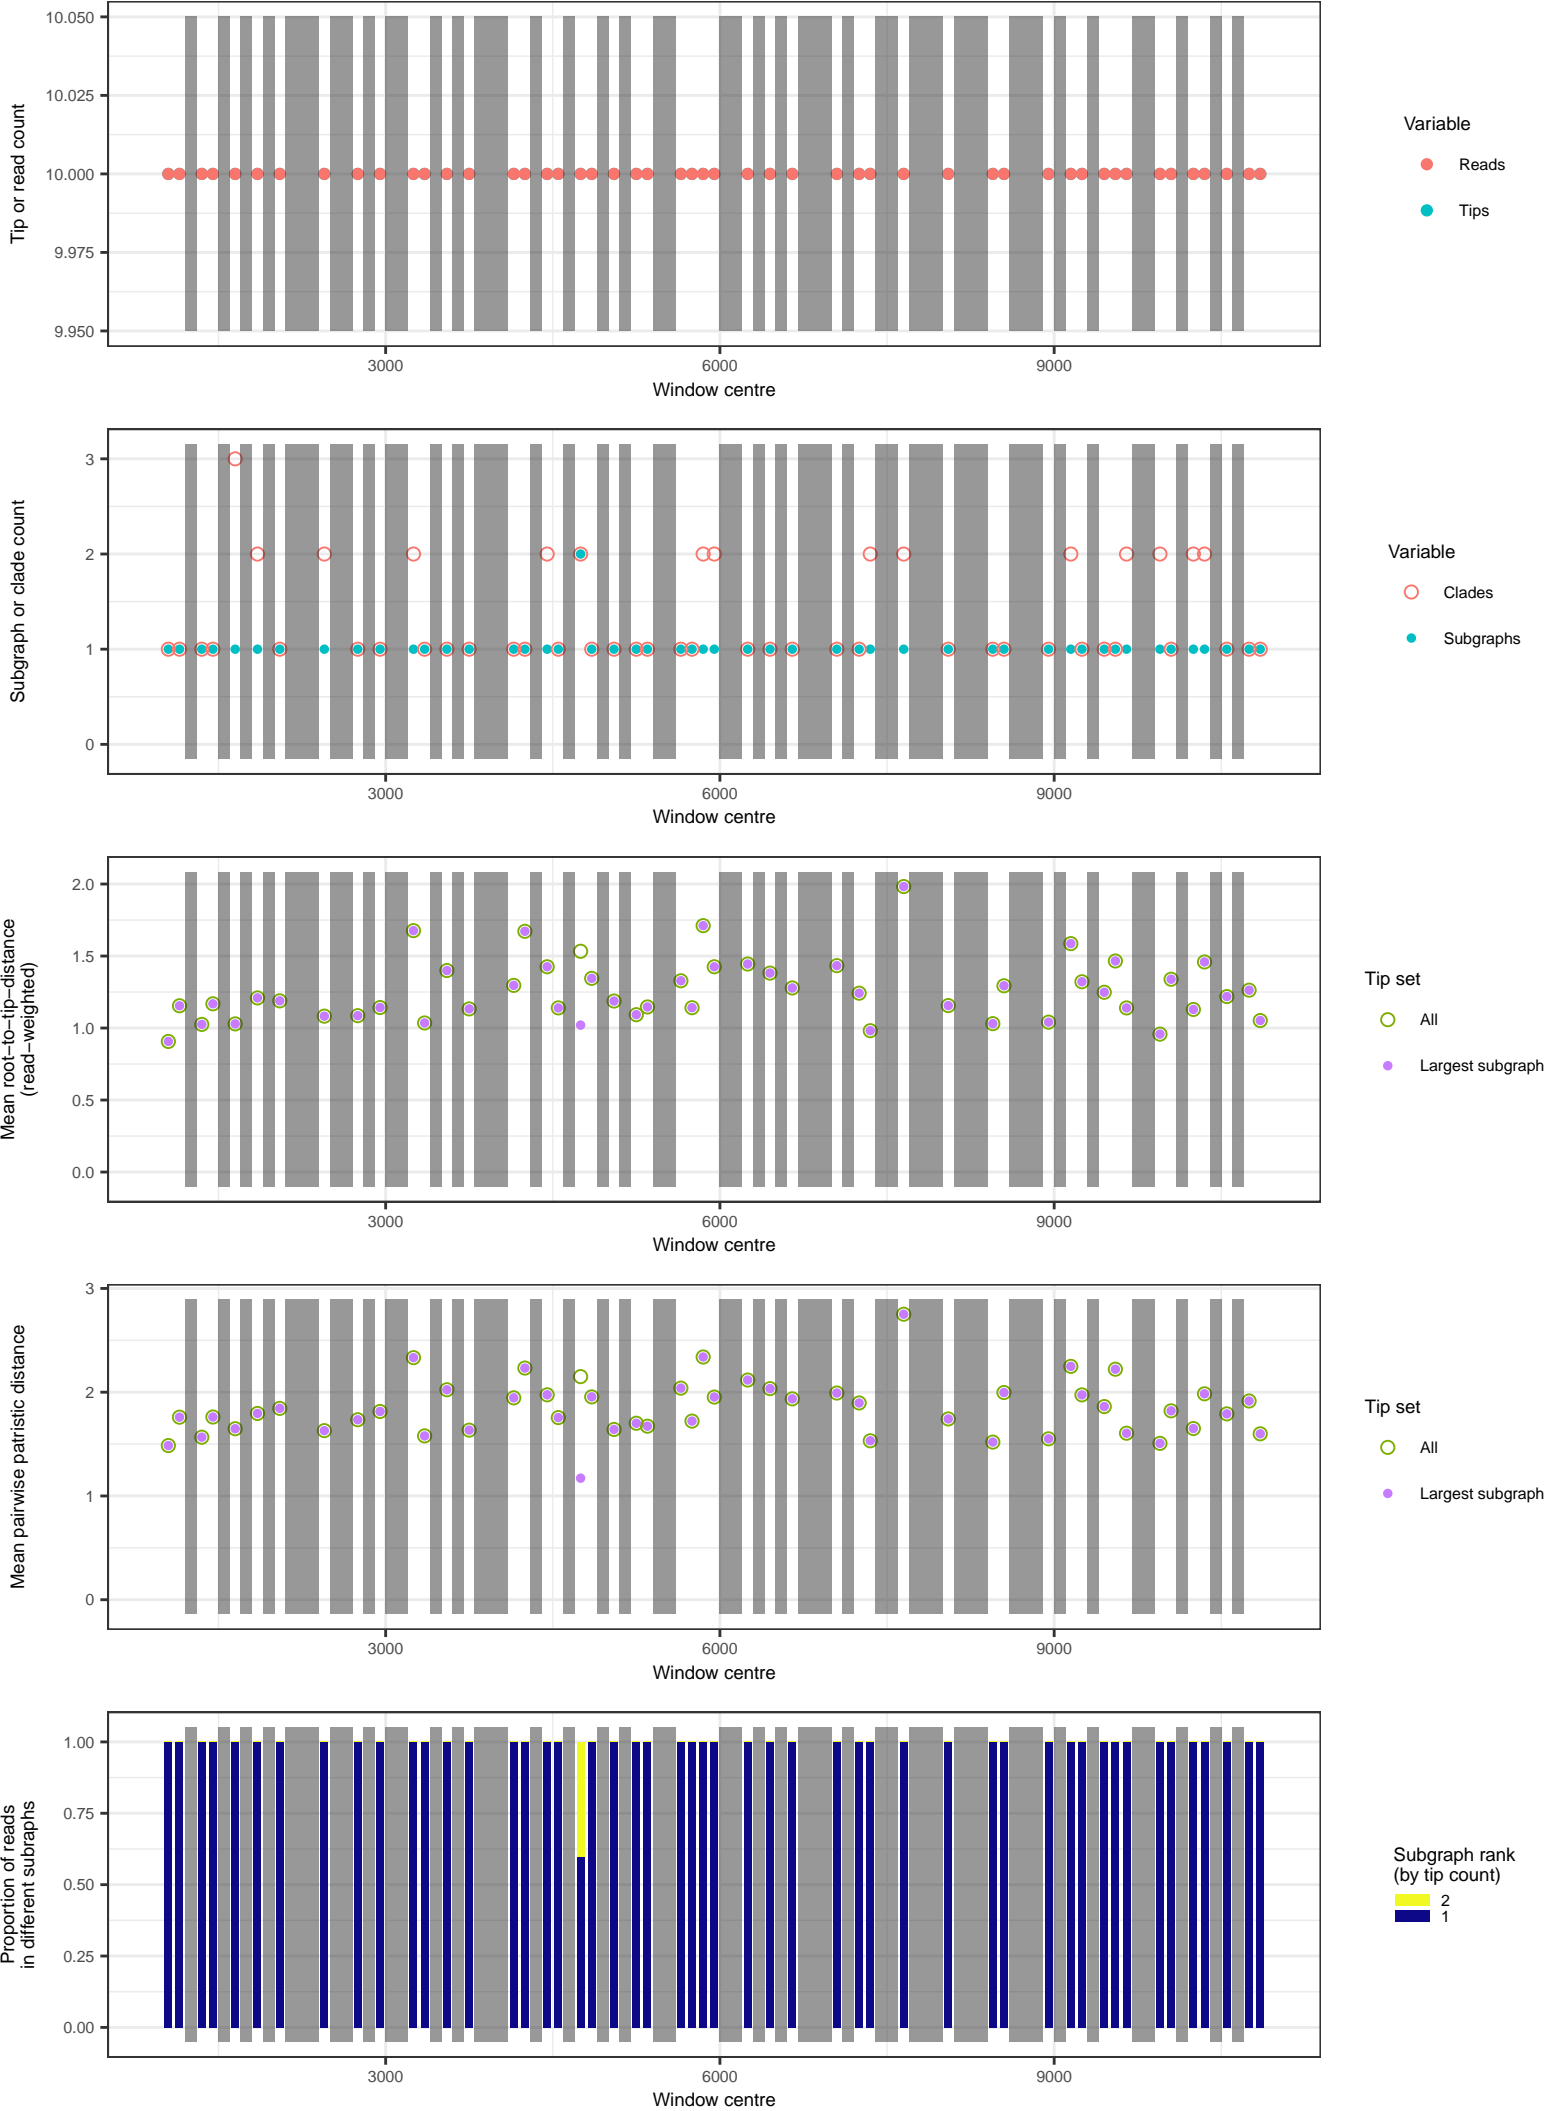 10.050
10.025
10.000
9.975
9.950
Tip or read count
3000
6000
9000
Window centre
Variable
Reads
Tips
3
2
1
0
Subgraph or clade count
3000
6000
9000
Window centre
Variable
Clades
Subgraphs
2.0
1.5
1.0
0.5
0.0
Mean root−to−tip−distance
(read−weighted)
3000
6000
9000
Window centre
Tip set
All
Largest subgraph
3
2
1
0
Mean pairwise patristic distance
3000
6000
9000
Window centre
Tip set
All
Largest subgraph
1.00
0.75
0.50
0.25
0.00
Proportion of reads
in different subraphs
3000
6000
9000
Window centre
Subgraph rank
(by tip count)
2
1